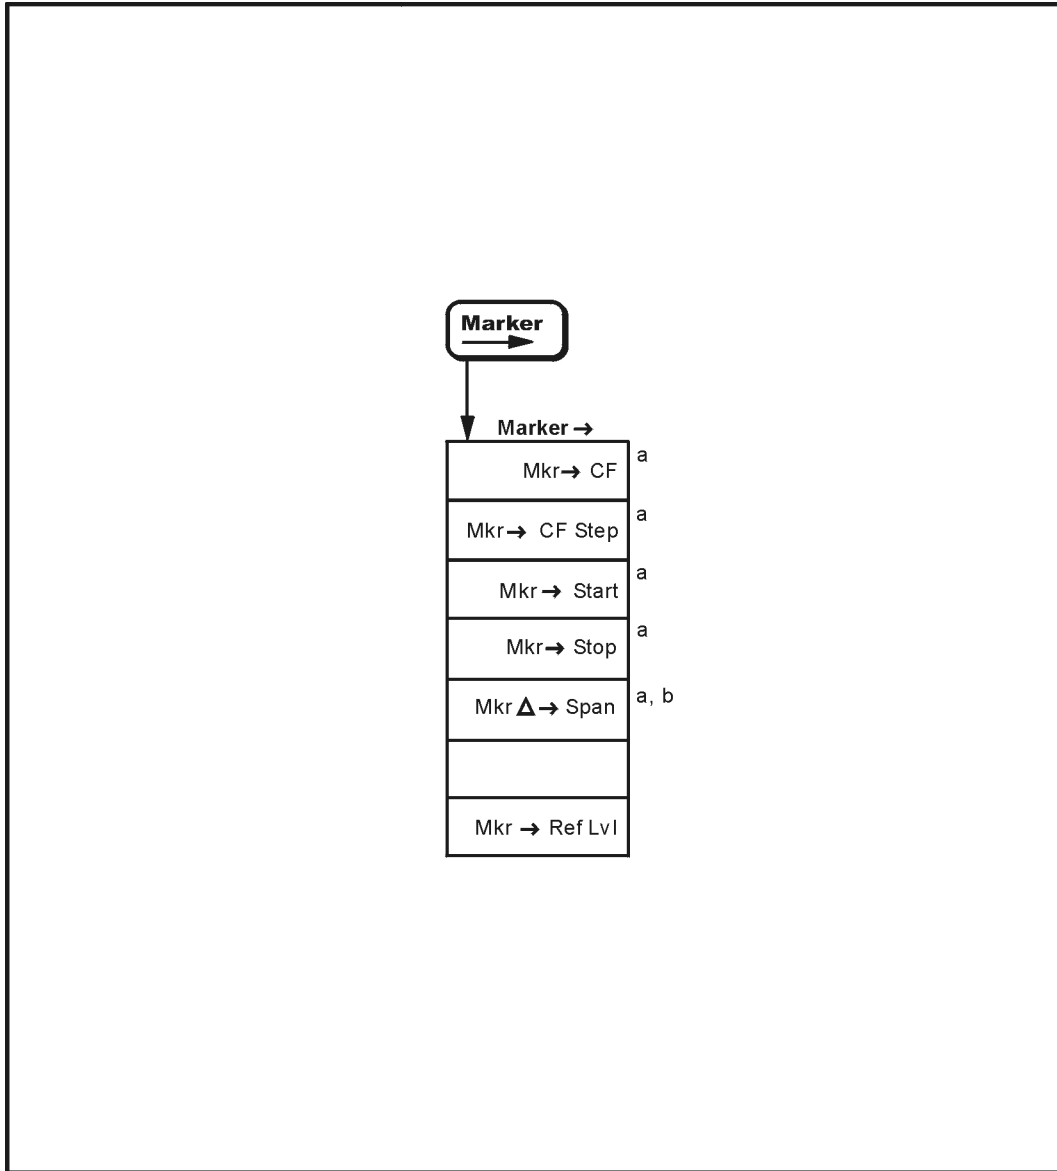 Marker
Marker →
Mkr → CF a
Mkr → CF Step a
Mkr → Start a
Mkr → Stop a
Mkr Δ → Span a, b
Mkr → Ref Lvl